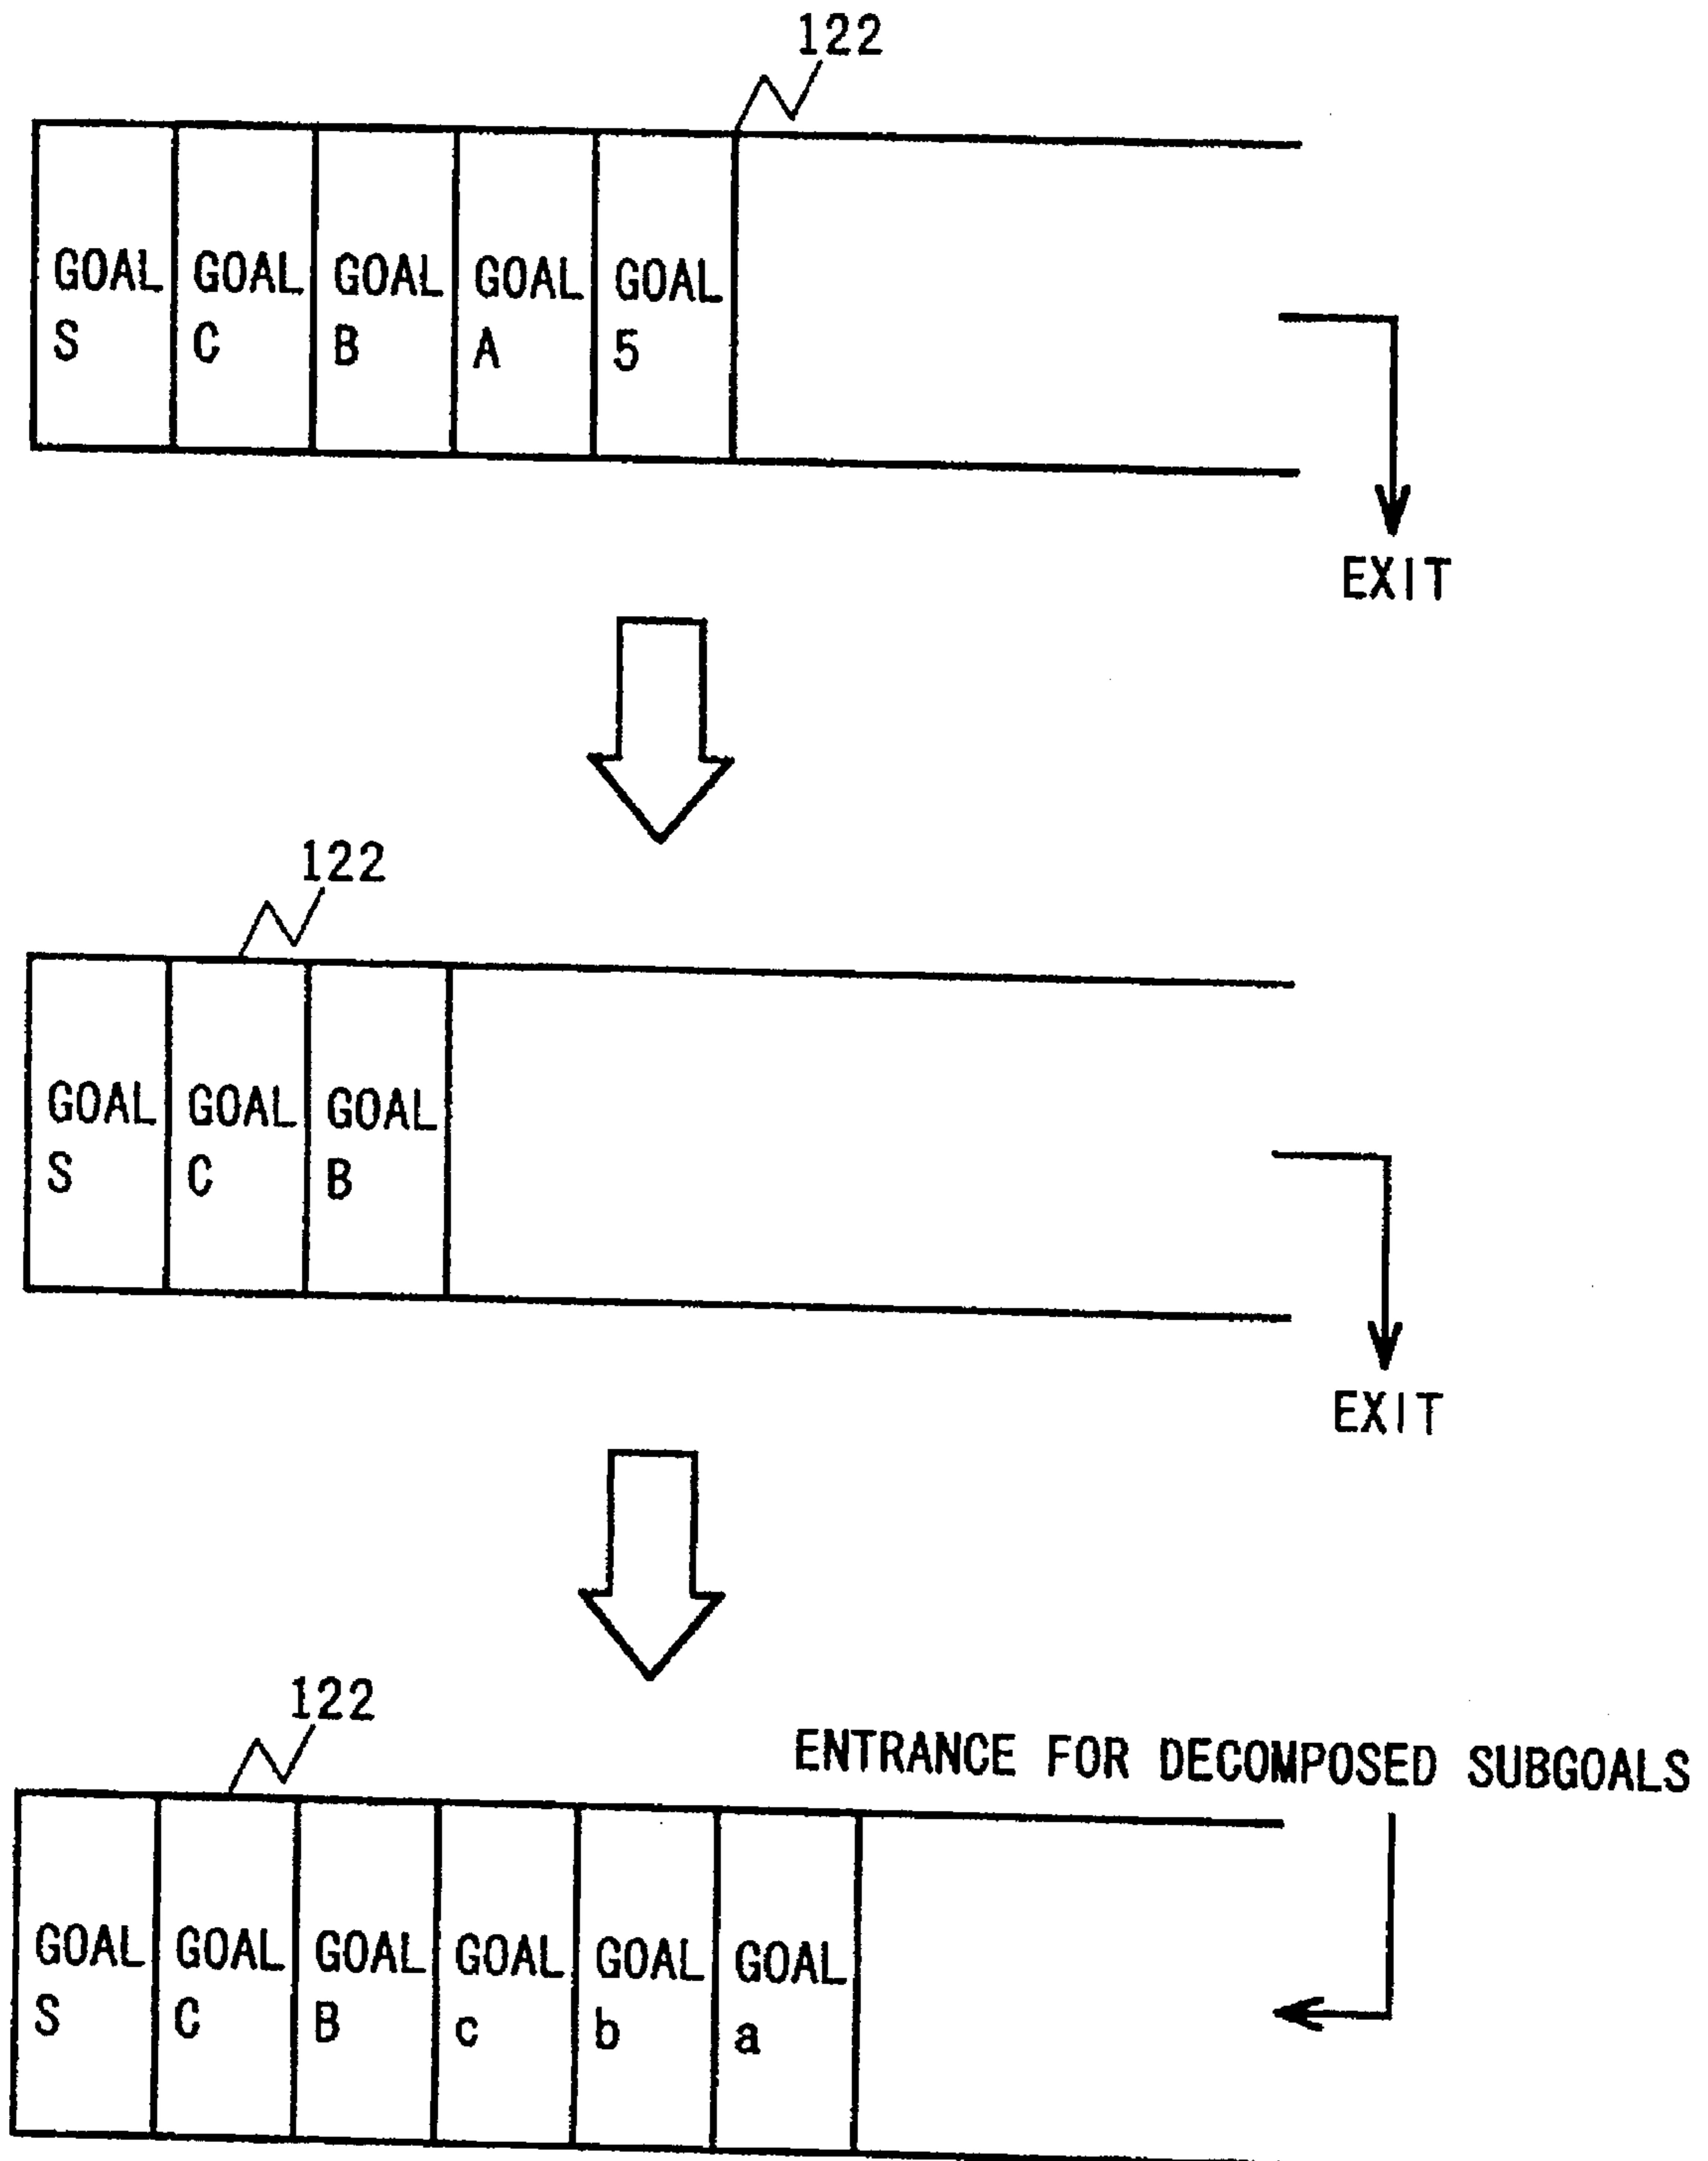 122
GOAL GOAL GOAL GOAL GOAL
S C B A 5
EXIT
122
GOAL GOAL GOAL
S C B
EXIT
122
ENTRANCE FOR DECOMPOSED SUBGOALS
GOAL GOAL GOAL GOAL GOAL GOAL
S C B c b a